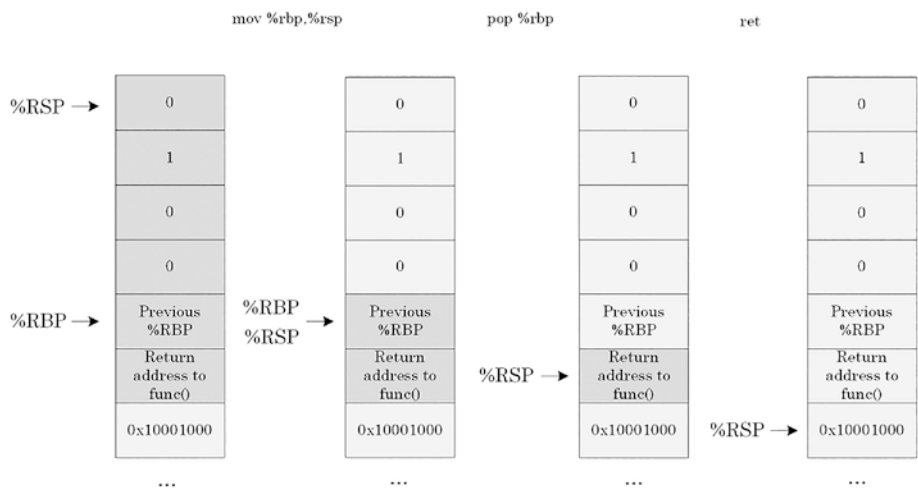 mov %rbp,%rsp
pop %rbp
ret
%RSP
0
1
0
0
%RBP
Previous
%RBP
Return
address to
func()
0x10001000
...
0
1
0
0
%RBP
%RSP
Previous
%RBP
Return
address to
func()
0x10001000
...
0
1
0
0
Previous
%RBP
%RSP
Return
address to
func()
0x10001000
...
0
1
0
0
Previous
%RBP
Return
address to
func()
%RSP
0x10001000
...